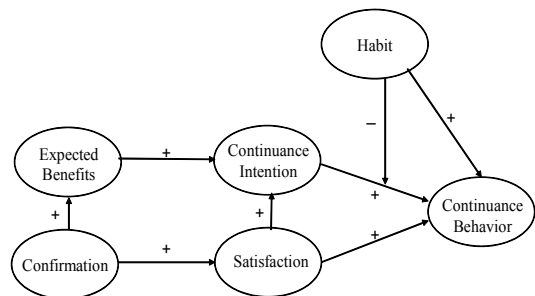 Habit
–
+
Expected
Benefits
+
Continuance
Intention
+
+
+
Continuance
Behavior
+
Confirmation
+
Satisfaction